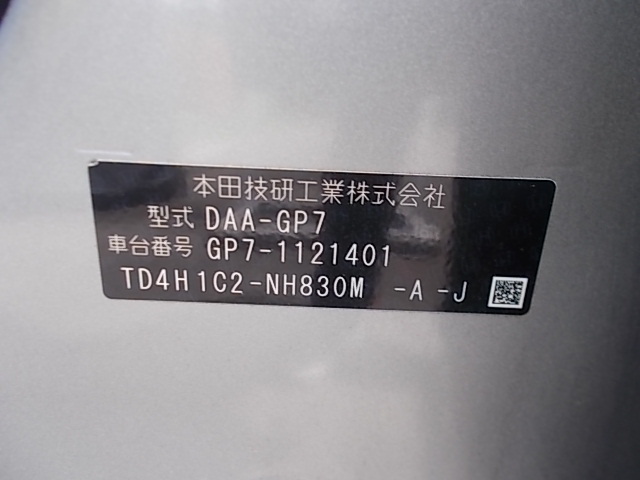 本田技研工業株式会社
型式 DAA-GP7
車台番号 GP7-1121401
TD4H1C2-NH830M -A -J